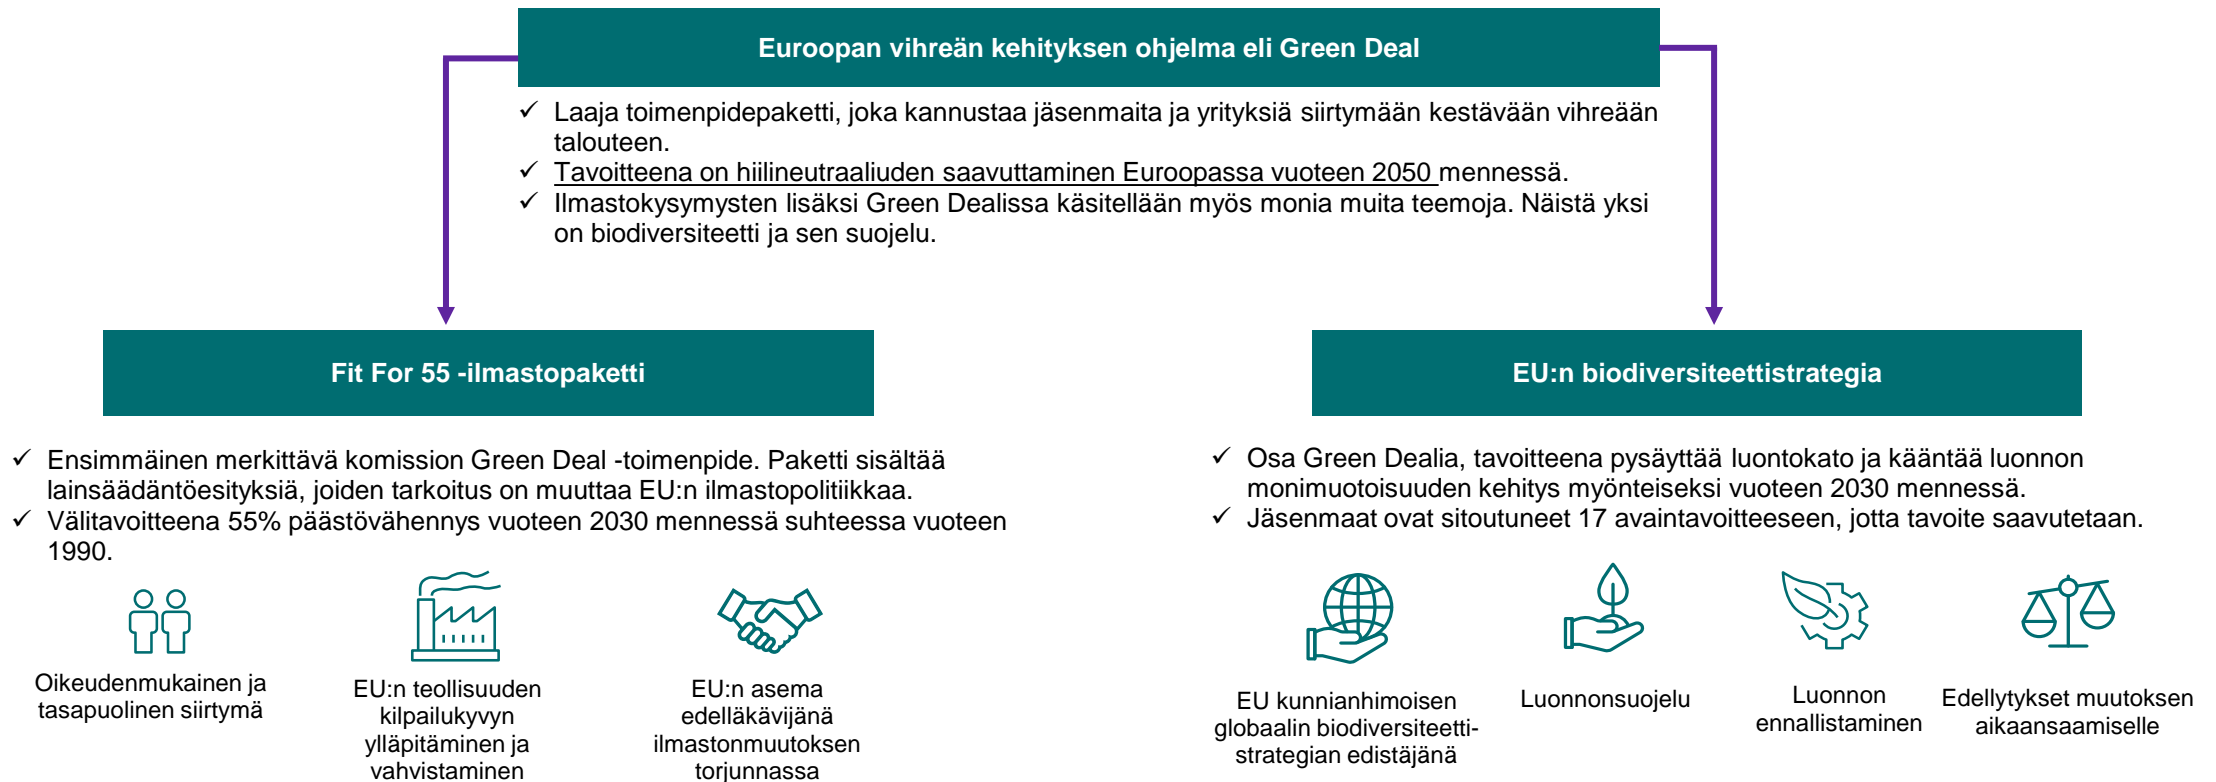 Euroopan vihreän kehityksen ohjelma eli Green Deal
✓ Laaja toimenpidepaketti, joka kannustaa jäsenmaita ja yrityksiä siirtymään kestävään vihreään
talouteen.
✓ Tavoitteena on hiilineutraaliuden saavuttaminen Euroopassa vuoteen 2050 mennessä.
✓ Ilmastokysymysten lisäksi Green Dealissa käsitellään myös monia muita teemoja. Näistä yksi
on biodiversiteetti ja sen suojelu.
Fit For 55 -ilmastopaketti
✓ Ensimmäinen merkittävä komission Green Deal -toimenpide. Paketti sisältää
lainsäädäntöesityksiä, joiden tarkoitus on muuttaa EU:n ilmastopolitiikkaa.
✓ Välitavoitteena 55% päästövähennys vuoteen 2030 mennessä suhteessa vuoteen
1990.
Oikeudenmukainen ja
tasapuolinen siirtymä
EU:n teollisuuden
kilpailukyvyn
ylläpitäminen ja
vahvistaminen
EU:n asema
edelläkävijänä
ilmastonmuutoksen
torjunnassa
EU:n biodiversiteettistrategia
✓ Osa Green Dealia, tavoitteena pysäyttää luontokato ja kääntää luonnon
monimuotoisuuden kehitys myönteiseksi vuoteen 2030 mennessä.
✓ Jäsenmaat ovat sitoutuneet 17 avaintavoitteeseen, jotta tavoite saavutetaan.
EU kunnianhimoisen
globaalin biodiversiteetti-
strategian edistäjänä
Luonnonsuojelu
Luonnon
ennallistaminen
Edellytykset muutoksen
aikaansaamiselle